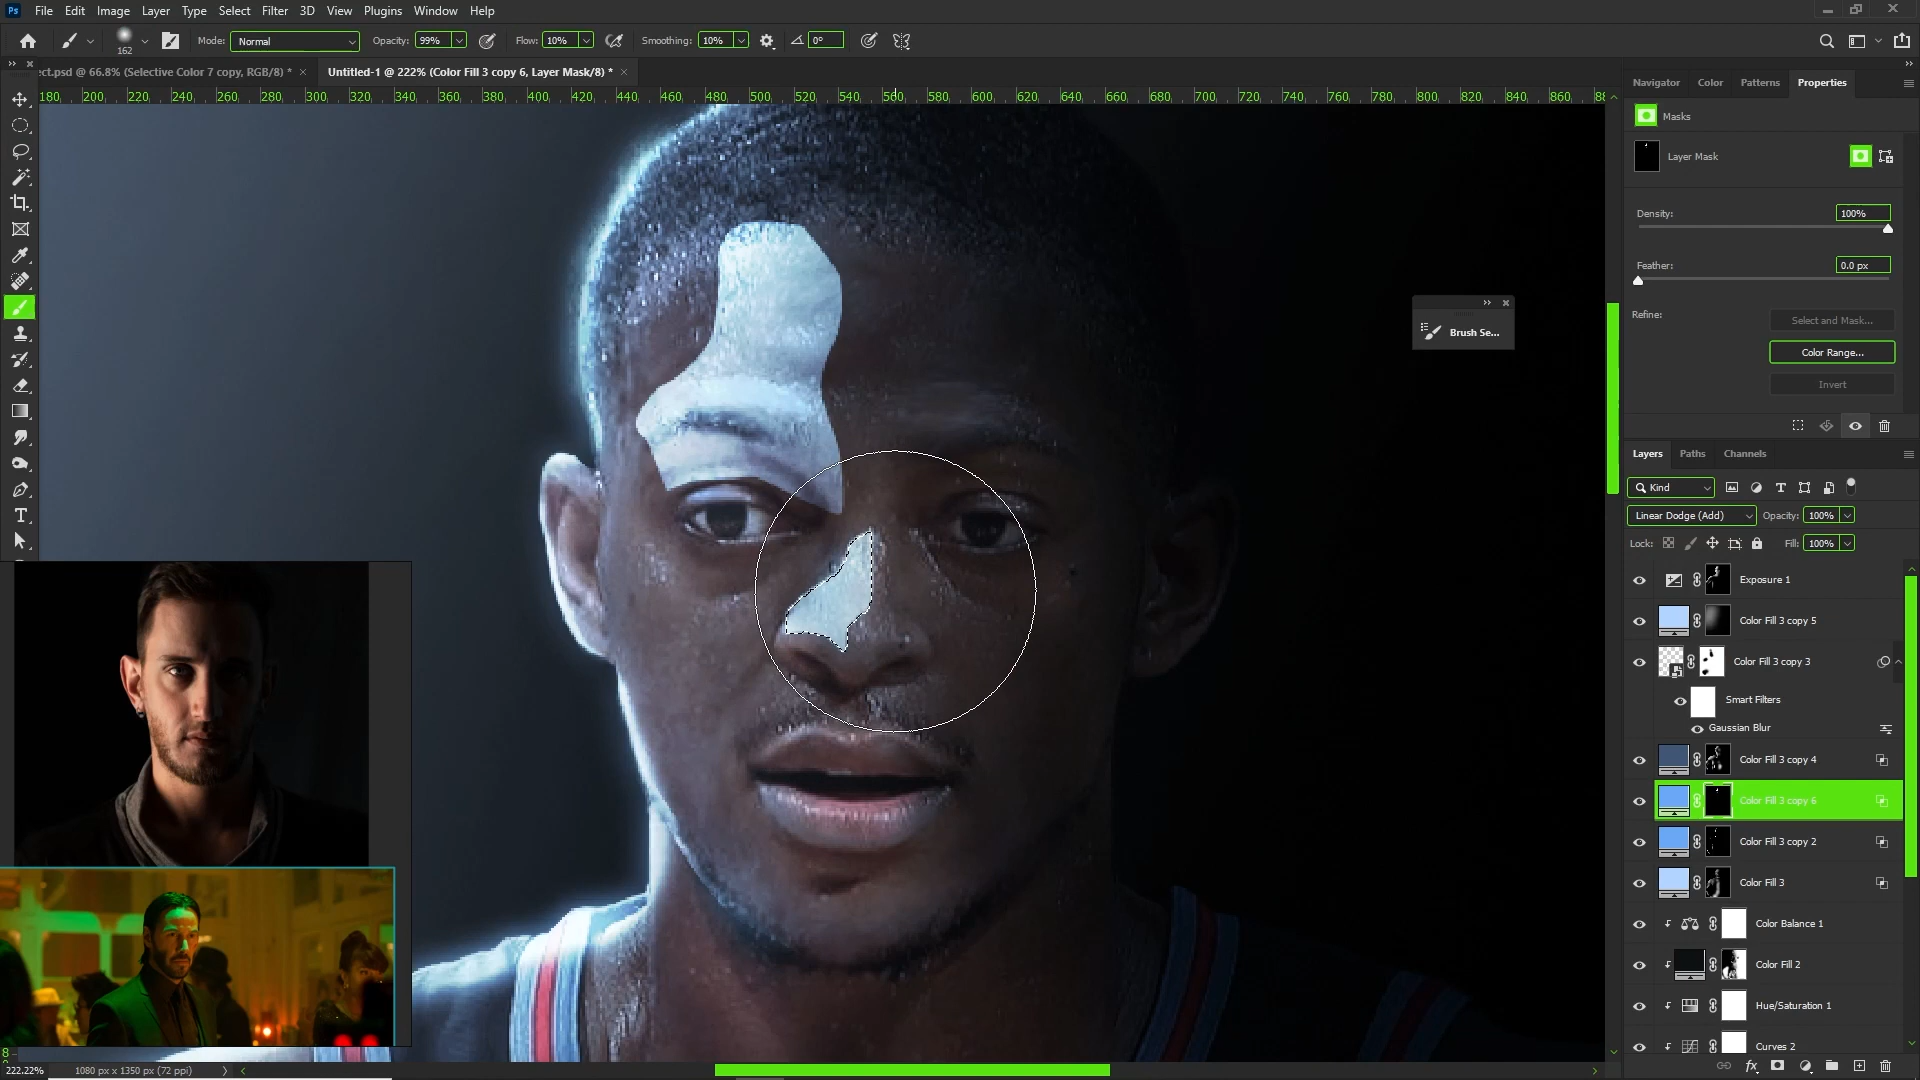 Ps File Edit Image Layer Type Select Filter 3D View Plugins Window Help
162 Mode: Normal Opacity: 99% Flow: 10% Smoothing: 10% 0°
ect.psd @ 66.8% (Selective Color 7 copy, RGB/8) * × Untitled-1 @ 222% (Color Fill 3 copy 6, Layer Mask/8) * ×
180 200 220 240 260 280 300 320 340 360 380 400 420 440 460 480 500 520 540 560 580 600 620 640 660 680 700 720 740 760 780 800 820 840 860
Navigator Color Patterns Properties
Masks
Layer Mask
Density: 100%
Feather: 0.0 px
Refine: Select and Mask...
Color Range...
Invert
Brush Se...
Layers Paths Channels
Kind
Linear Dodge (Add) Opacity: 100%
Lock: Fill: 100%
Exposure 1
Color Fill 3 copy 5
Color Fill 3 copy 3
Smart Filters
Gaussian Blur
Color Fill 3 copy 4
Color Fill 3 copy 6
Color Fill 3 copy 2
Color Fill 3
Color Balance 1
Color Fill 2
Hue/Saturation 1
Curves 2
222.22% 1080 px x 1350 px (72 ppi)